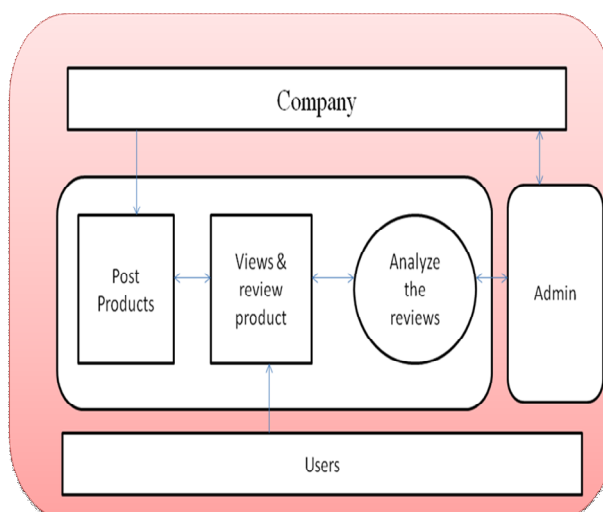 Company
Post
Products
Views &
review
product
Analyze
the
reviews
Admin
Users